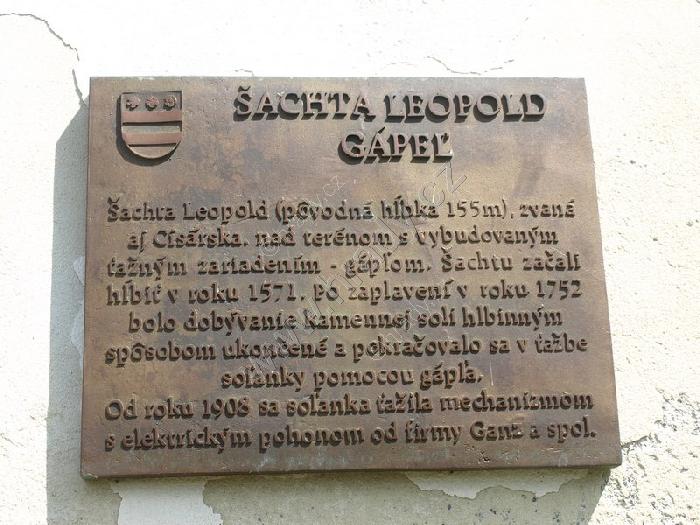 ŠACHTA LEOPOLD
GÁPEĽ
Šachta Leopold (pôvodná hĺbka 155m), zvaná
aj Cisárska, nad terénom s vybudovaným
ťažným zariadením - gápľom. Šachtu začali
hĺbiť v roku 1571. Po zaplavení v roku 1752
bolo dobývanie kamennej soli hlbinným
spôsobom ukončené a pokračovalo sa v ťažbe
soľanky pomocou gápľa.
Od roku 1908 sa soľanka ťažila mechanizmom
s elektrickým pohonom od firmy Ganz a spol.